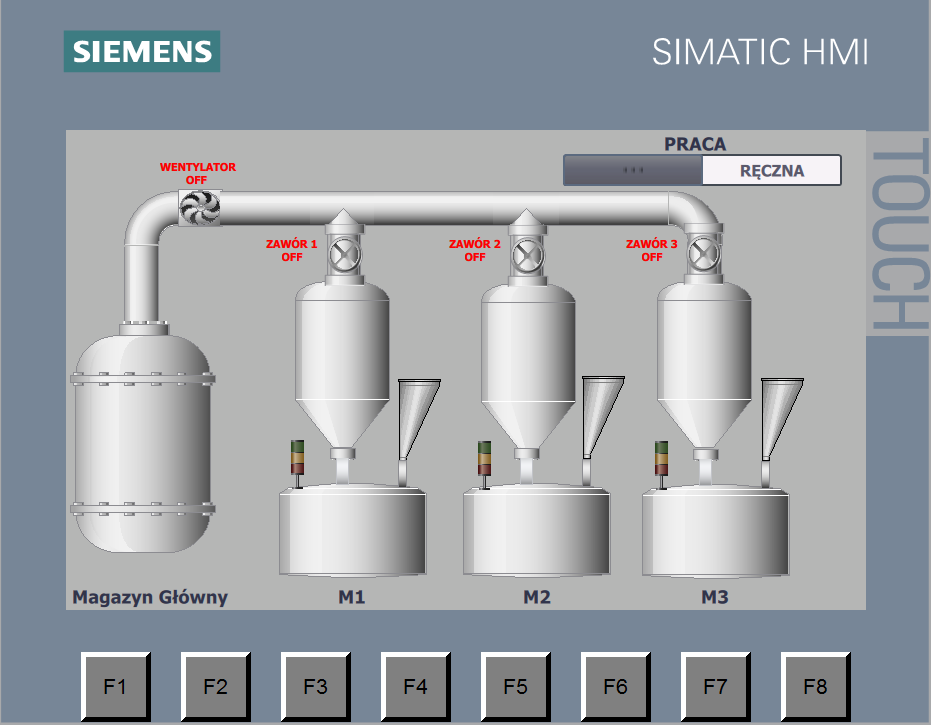 SIEMENS
SIMATIC HMI
TOUCH
PRACA
RĘCZNA
WENTYLATOR
OFF
ZAWÓR 1
OFF
ZAWÓR 2
OFF
ZAWÓR 3
OFF
Magazyn Główny
M1
M2
M3
F1
F2
F3
F4
F5
F6
F7
F8